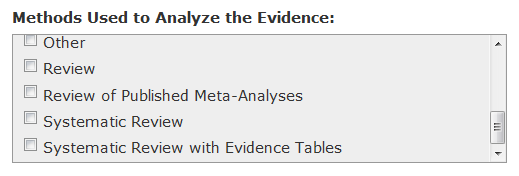 Methods Used to Analyze the Evidence:
Other
Review
Review of Published Meta-Analyses
Systematic Review
Systematic Review with Evidence Tables